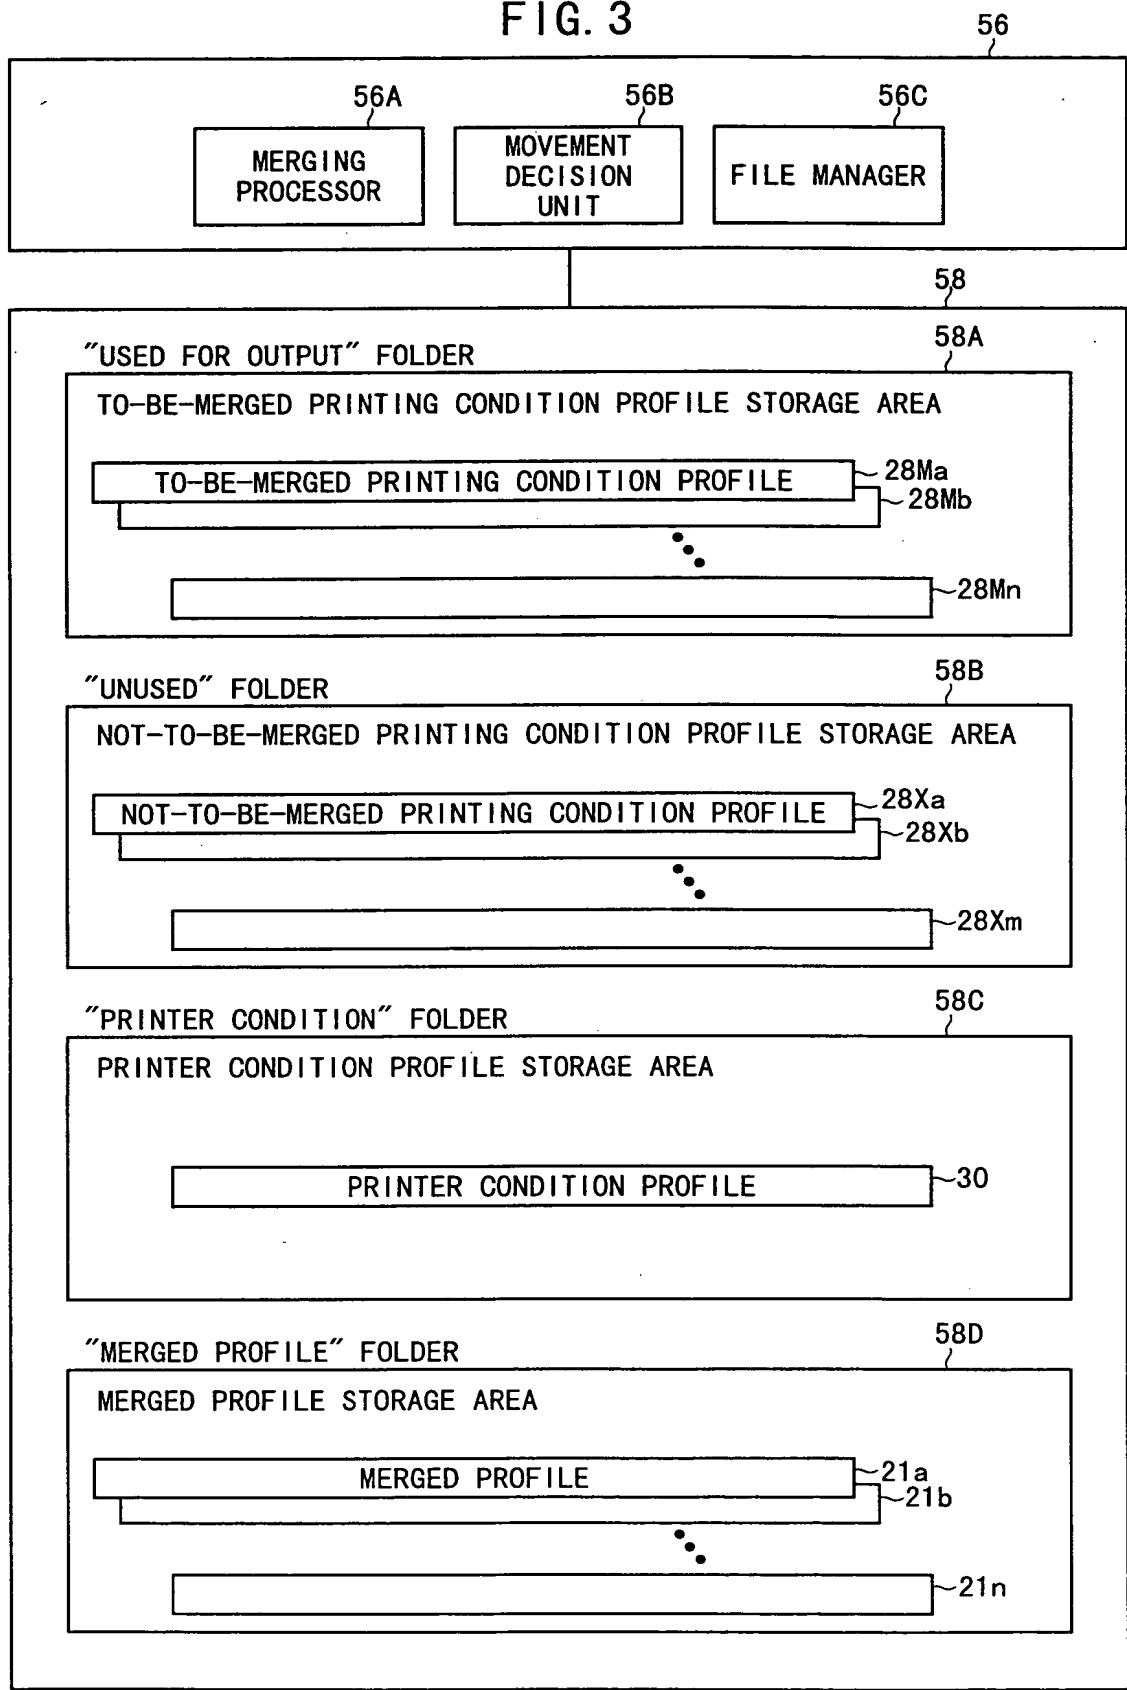 FIG. 3
56
56A
56B
56C
MERGING
PROCESSOR
MOVEMENT
DECISION
UNIT
FILE MANAGER
58
"USED FOR OUTPUT" FOLDER
58A
TO-BE-MERGED PRINTING CONDITION PROFILE STORAGE AREA
TO-BE-MERGED PRINTING CONDITION PROFILE
28Ma
28Mb
28Mn
"UNUSED" FOLDER
58B
NOT-TO-BE-MERGED PRINTING CONDITION PROFILE STORAGE AREA
NOT-TO-BE-MERGED PRINTING CONDITION PROFILE
28Xa
28Xb
28Xm
"PRINTER CONDITION" FOLDER
58C
PRINTER CONDITION PROFILE STORAGE AREA
PRINTER CONDITION PROFILE
30
"MERGED PROFILE" FOLDER
58D
MERGED PROFILE STORAGE AREA
MERGED PROFILE
21a
21b
21n